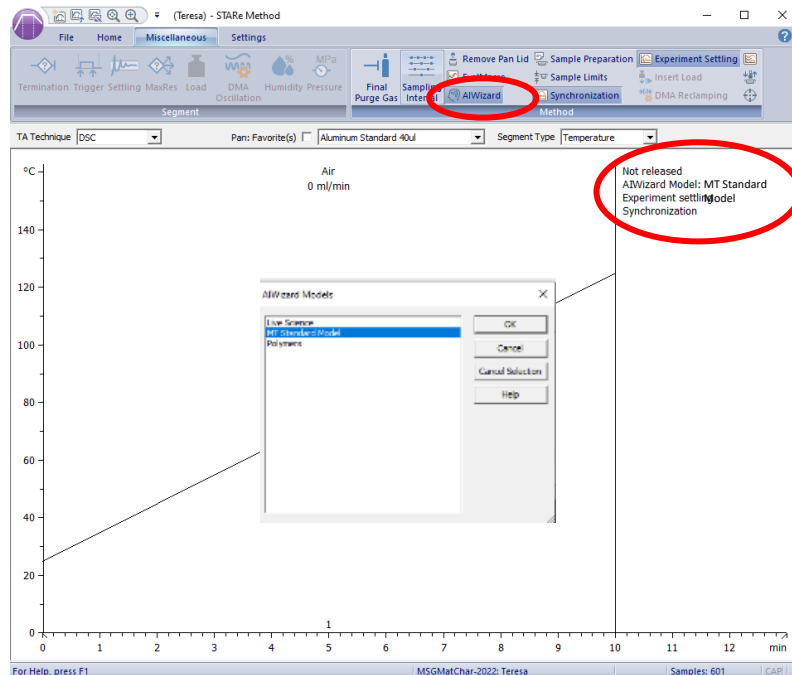 (Teresa) - STARe Method
File Home Miscellaneous Settings
MPa
Remove Pan Lid Sample Preparation Experiment Settling
Termination Trigger Settling MaxRes Load DMA Oscillation Humidity Pressure Final Purge Gas Sampling Interval
Sample Limits Insert Load
AIWizard Synchronization DMA Reclamping
Segment Method
TA Technique DSC Pan: Favorite(s) Aluminum Standard 40ul Segment Type Temperature
°C
Air
0 ml/min
Not released
AIWizard Model: MT Standard Model
Experiment settling
Synchronization
140
120
100
80
60
40
20
0
AIWizard Models
Live Science
MT Standard Model
Polymers
OK
Cancel
Cancel Selection
Help
1
0 1 2 3 4 5 6 7 8 9 10 11 12 min
For Help, press F1 MSGMatChar-2022: Teresa Samples: 601 CAP